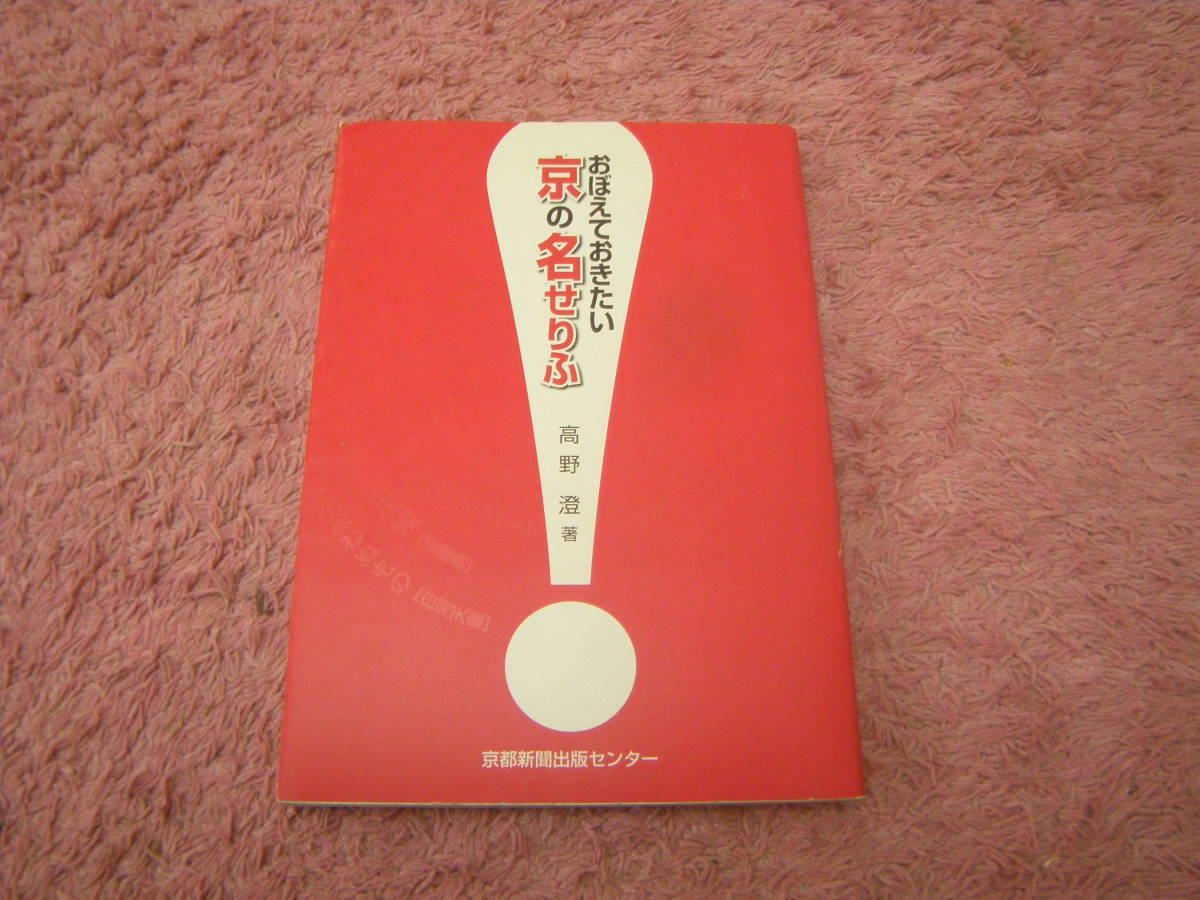 おぼえておきたい
京の名せりふ
高野 澄 著
京都新聞出版センター